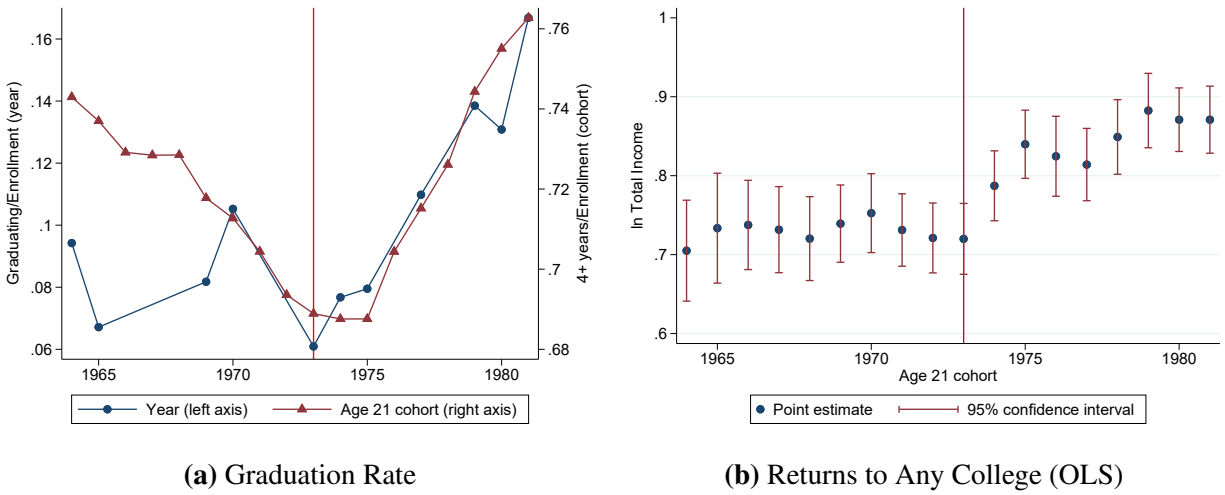 Graduating/Enrollment (year)
.16
.14
.12
.1
.08
.06
.76
.74
.72
.7
.68
4+ years/Enrollment (cohort)
1965 1970 1975 1980
Year (left axis) Age 21 cohort (right axis)
(a) Graduation Rate
ln Total Income
1
.9
.8
.7
.6
1965 1970 1975 1980
Age 21 cohort
Point estimate 95% confidence interval
(b) Returns to Any College (OLS)